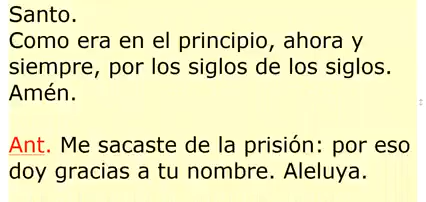 Santo.
Como era en el principio, ahora y
siempre, por los siglos de los siglos.
Amén.
Ant. Me sacaste de la prisión: por eso
doy gracias a tu nombre. Aleluya.